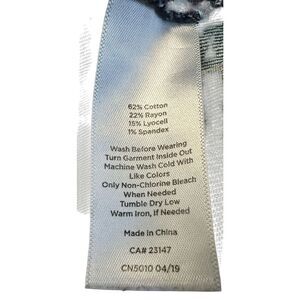 62% Cotton
22% Rayon
15% Lyocell
1% Spandex
Wash Before Wearing
Turn Garment Inside Out
Machine Wash Cold With
Like Colors
Only Non-Chlorine Bleach
When Needed
Tumble Dry Low
Warm Iron, If Needed
Made in China
CA# 23147
CN5010 04/19